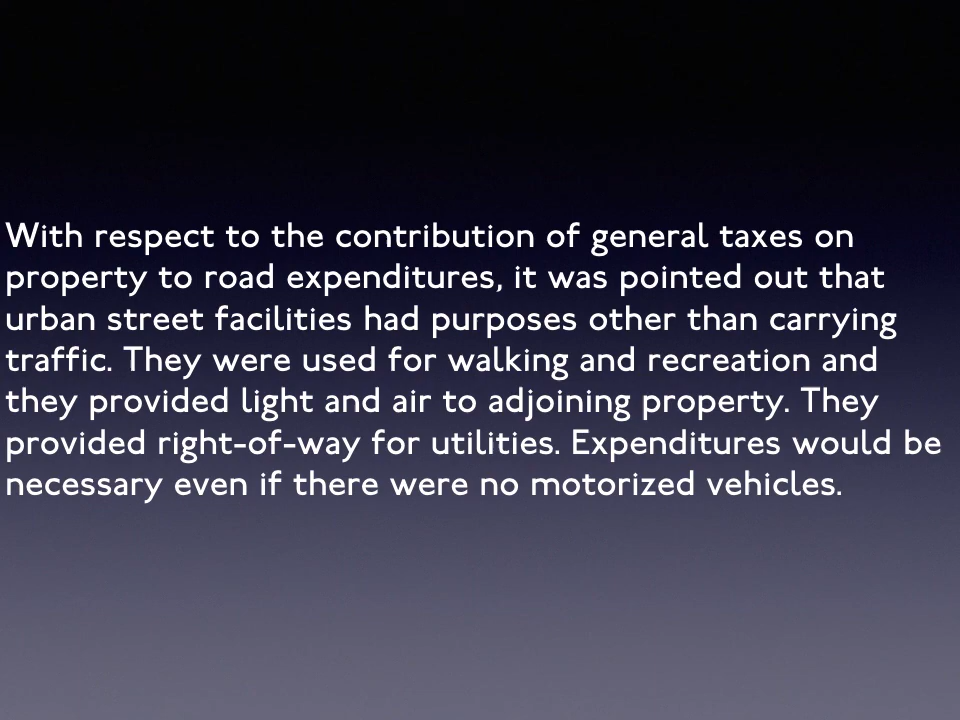 With respect to the contribution of general taxes on
property to road expenditures, it was pointed out that
urban street facilities had purposes other than carrying
traffic. They were used for walking and recreation and
they provided light and air to adjoining property. They
provided right-of-way for utilities. Expenditures would be
necessary even if there were no motorized vehicles.